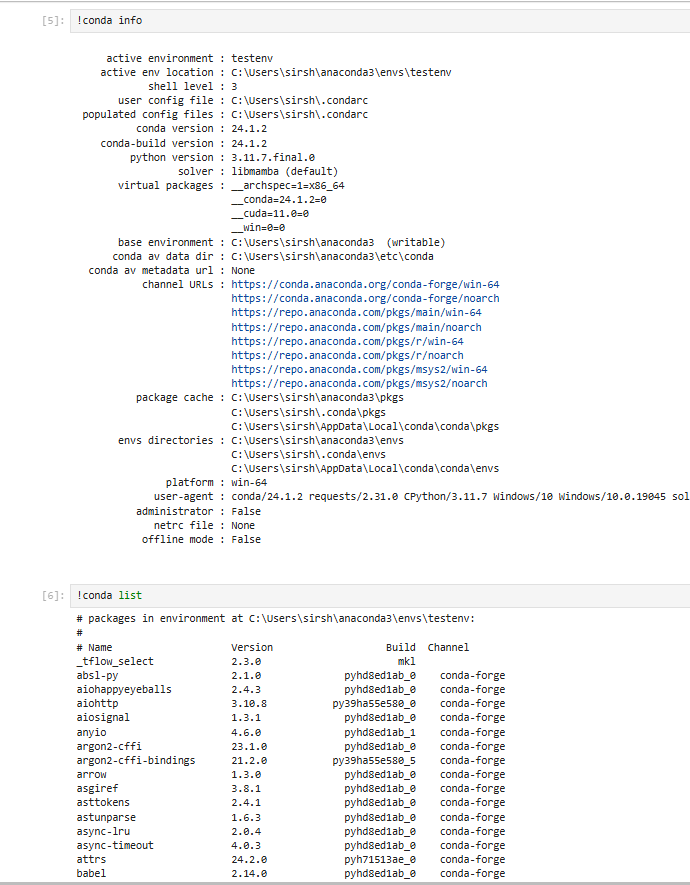 [5]: !conda info
active environment : testenv
active env location : C:\Users\sirsh\anaconda3\envs\testenv
shell level : 3
user config file : C:\Users\sirsh\.condarc
populated config files : C:\Users\sirsh\.condarc
conda version : 24.1.2
conda-build version : 24.1.2
python version : 3.11.7.final.0
solver : libmamba (default)
virtual packages : __archspec=1=x86_64
__conda=24.1.2=0
__cuda=11.0=0
__win=0=0
base environment : C:\Users\sirsh\anaconda3  (writable)
conda av data dir : C:\Users\sirsh\anaconda3\etc\conda
conda av metadata url : None
channel URLs : https://conda.anaconda.org/conda-forge/win-64
https://conda.anaconda.org/conda-forge/noarch
https://repo.anaconda.com/pkgs/main/win-64
https://repo.anaconda.com/pkgs/main/noarch
https://repo.anaconda.com/pkgs/r/win-64
https://repo.anaconda.com/pkgs/r/noarch
https://repo.anaconda.com/pkgs/msys2/win-64
https://repo.anaconda.com/pkgs/msys2/noarch
package cache : C:\Users\sirsh\anaconda3\pkgs
C:\Users\sirsh\.conda\pkgs
C:\Users\sirsh\AppData\Local\conda\conda\pkgs
envs directories : C:\Users\sirsh\anaconda3\envs
C:\Users\sirsh\.conda\envs
C:\Users\sirsh\AppData\Local\conda\conda\envs
platform : win-64
user-agent : conda/24.1.2 requests/2.31.0 CPython/3.11.7 Windows/10 Windows/10.0.19045 sol
administrator : False
netrc file : None
offline mode : False
[6]: !conda list
# packages in environment at C:\Users\sirsh\anaconda3\envs\testenv:
#
# Name Version Build Channel
_tflow_select 2.3.0 mkl
absl-py 2.1.0 pyhd8ed1ab_0 conda-forge
aiohappyeyeballs 2.4.3 pyhd8ed1ab_0 conda-forge
aiohttp 3.10.8 py39ha55e580_0 conda-forge
aiosignal 1.3.1 pyhd8ed1ab_0 conda-forge
anyio 4.6.0 pyhd8ed1ab_1 conda-forge
argon2-cffi 23.1.0 pyhd8ed1ab_0 conda-forge
argon2-cffi-bindings 21.2.0 py39ha55e580_5 conda-forge
arrow 1.3.0 pyhd8ed1ab_0 conda-forge
asgiref 3.8.1 pyhd8ed1ab_0 conda-forge
asttokens 2.4.1 pyhd8ed1ab_0 conda-forge
astunparse 1.6.3 pyhd8ed1ab_0 conda-forge
async-lru 2.0.4 pyhd8ed1ab_0 conda-forge
async-timeout 4.0.3 pyhd8ed1ab_0 conda-forge
attrs 24.2.0 pyh71513ae_0 conda-forge
babel 2.14.0 pyhd8ed1ab_0 conda-forge